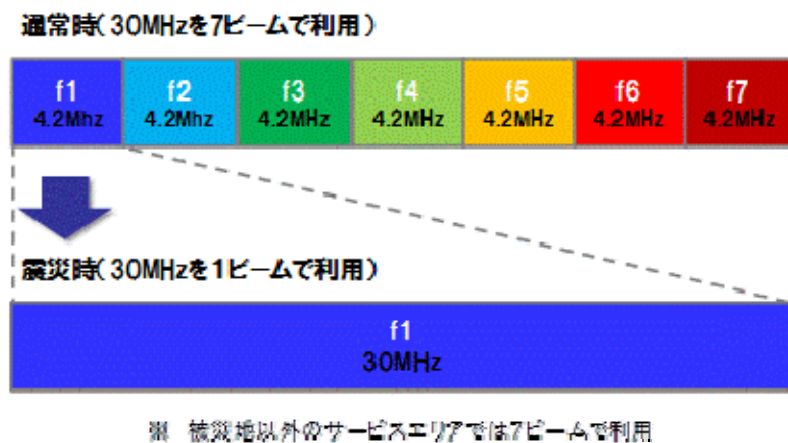 通常時(30MHzを7ビームで利用)
f1 f2 f3 f4 f5 f6 f7
4.2Mhz 4.2Mhz 4.2MHz 4.2MHz 4.2MHz 4.2MHz 4.2MHz
震災時(30MHzを1ビームで利用)
f1
30MHz
※ 被災地以外のサービスエリアでは7ビームで利用